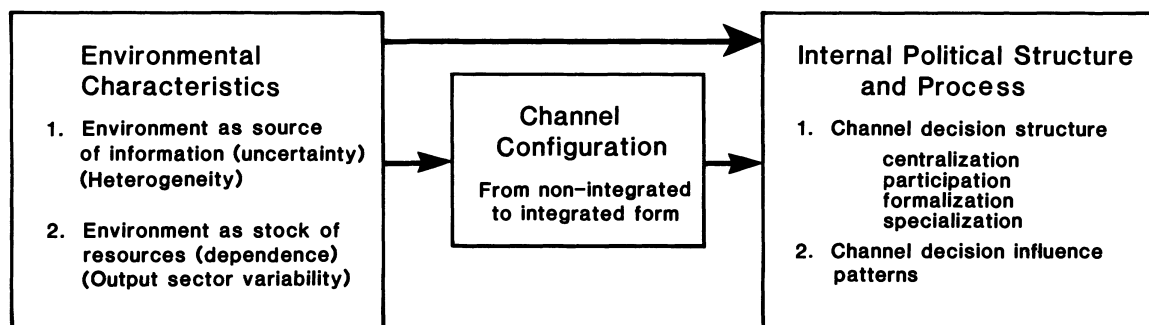 Environmental
Characteristics
1. Environment as source
of information (uncertainty)
(Heterogeneity)
2. Environment as stock of
resources (dependence)
(Output sector variability)
Channel
Configuration
From non-integrated
to integrated form
Internal Political Structure
and Process
1. Channel decision structure
centralization
participation
formalization
specialization
2. Channel decision influence
patterns